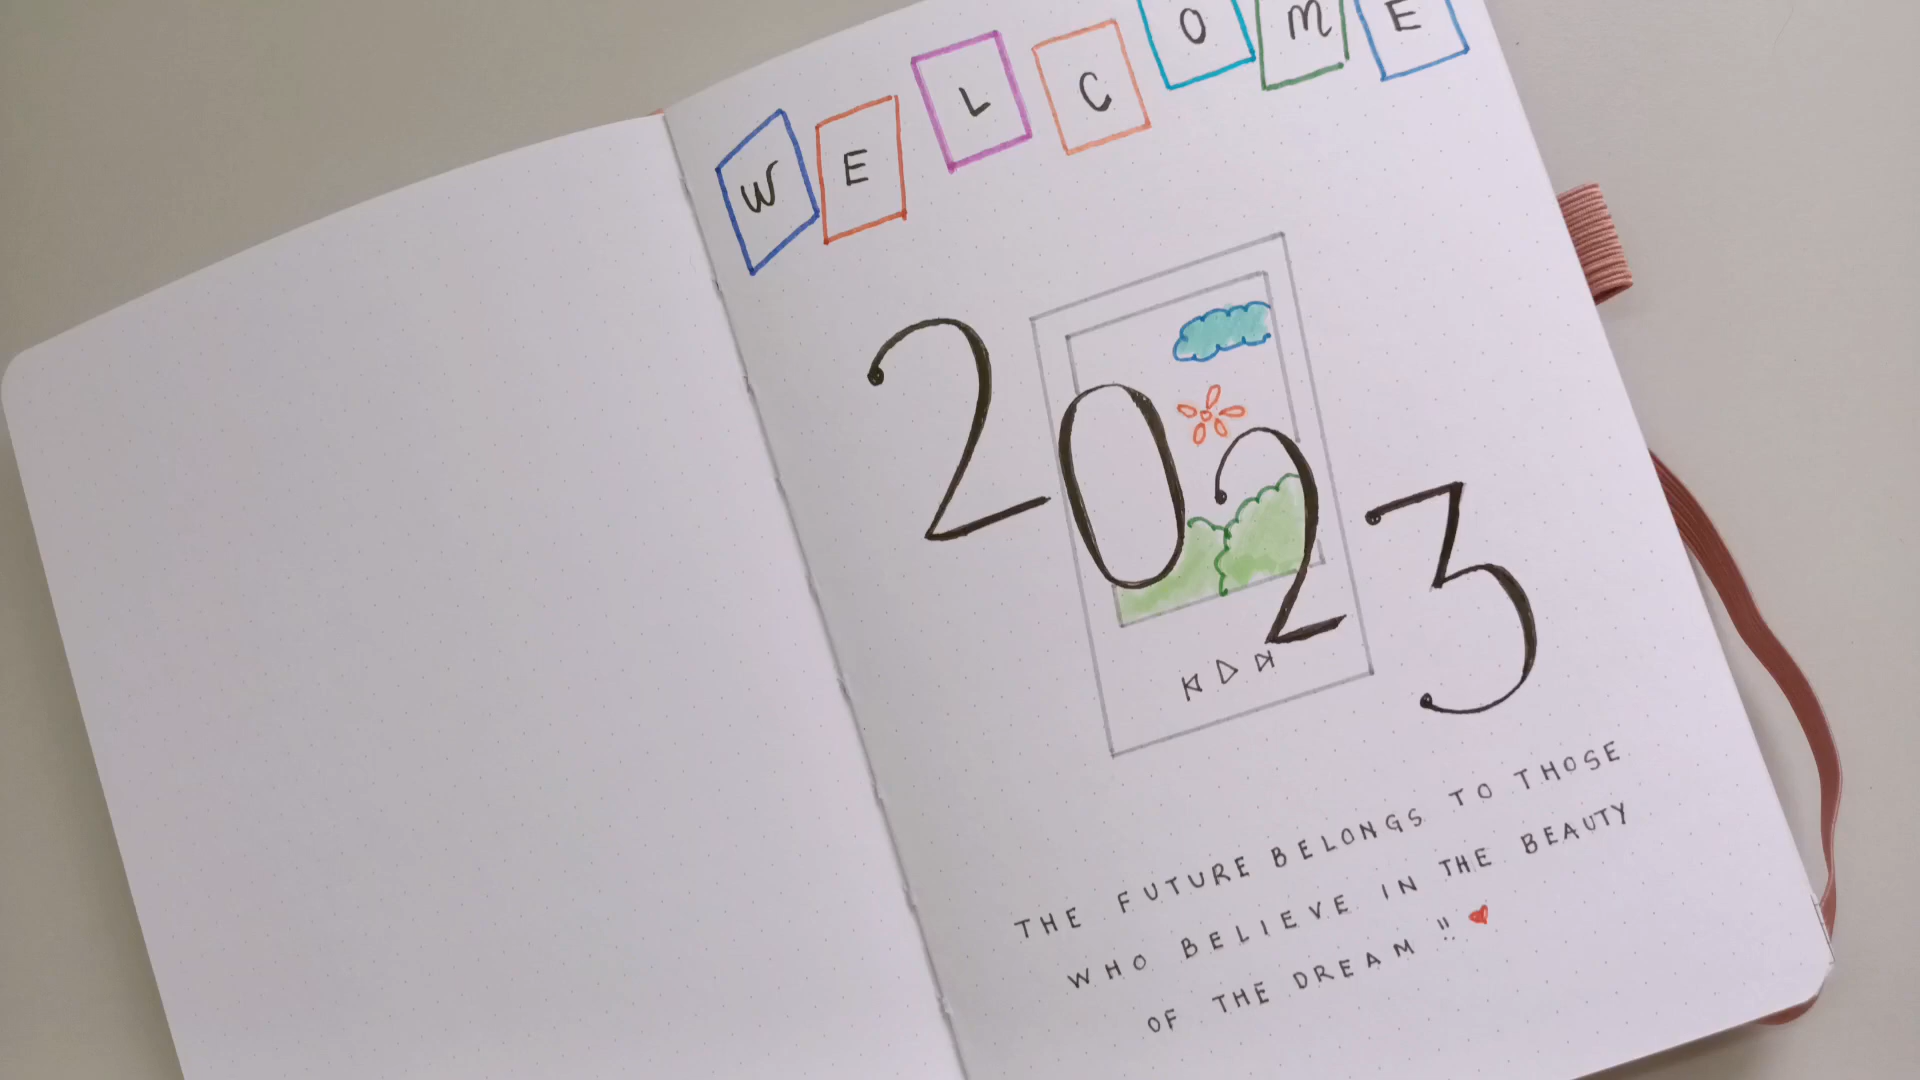 WELCOME
2023
THE FUTURE BELONGS TO THOSE
WHO BELIEVE IN THE BEAUTY
OF THE DREAM !!